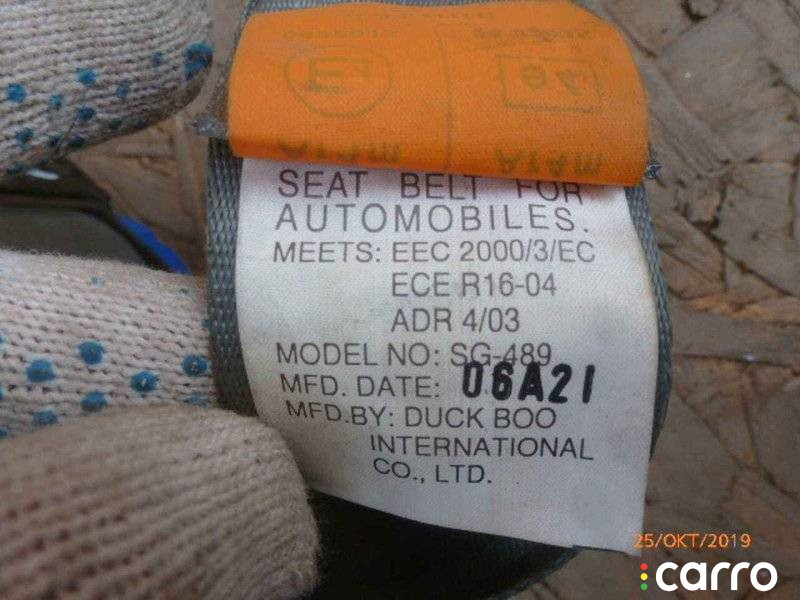 SEAT BELT FOR
AUTOMOBILES.
MEETS: EEC 2000/3/EC
ECE R16-04
ADR 4/03
MODEL NO: SG-489
MFD. DATE: 06A21
MFD.BY: DUCK BOO
INTERNATIONAL
CO., LTD.
25/OKT/2019
carro